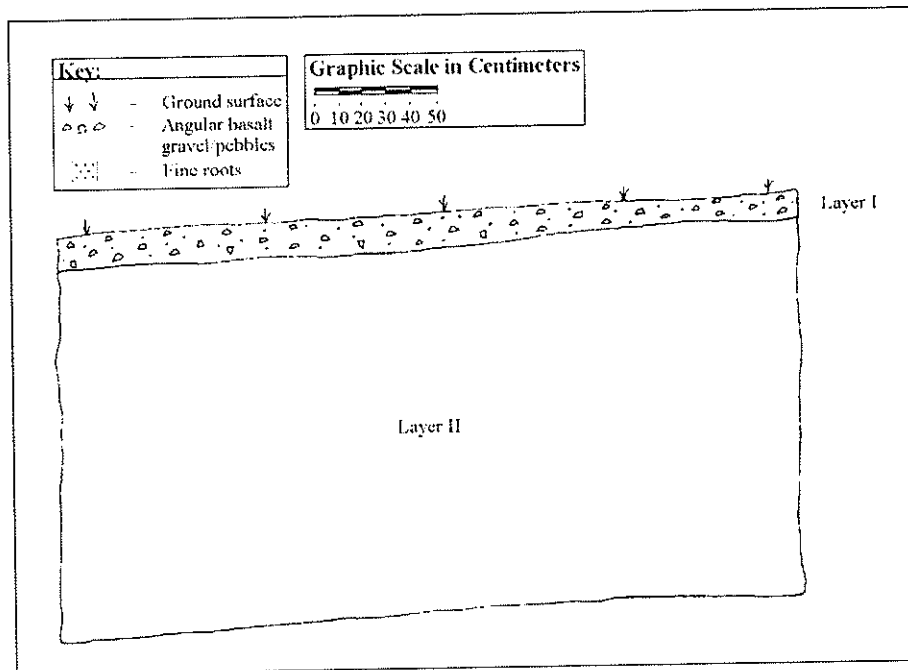 Key:
- Ground surface
- Angular basalt
gravel/pebbles
- Fine roots
Graphic Scale in Centimeters
0 10 20 30 40 50
Layer I
Layer II